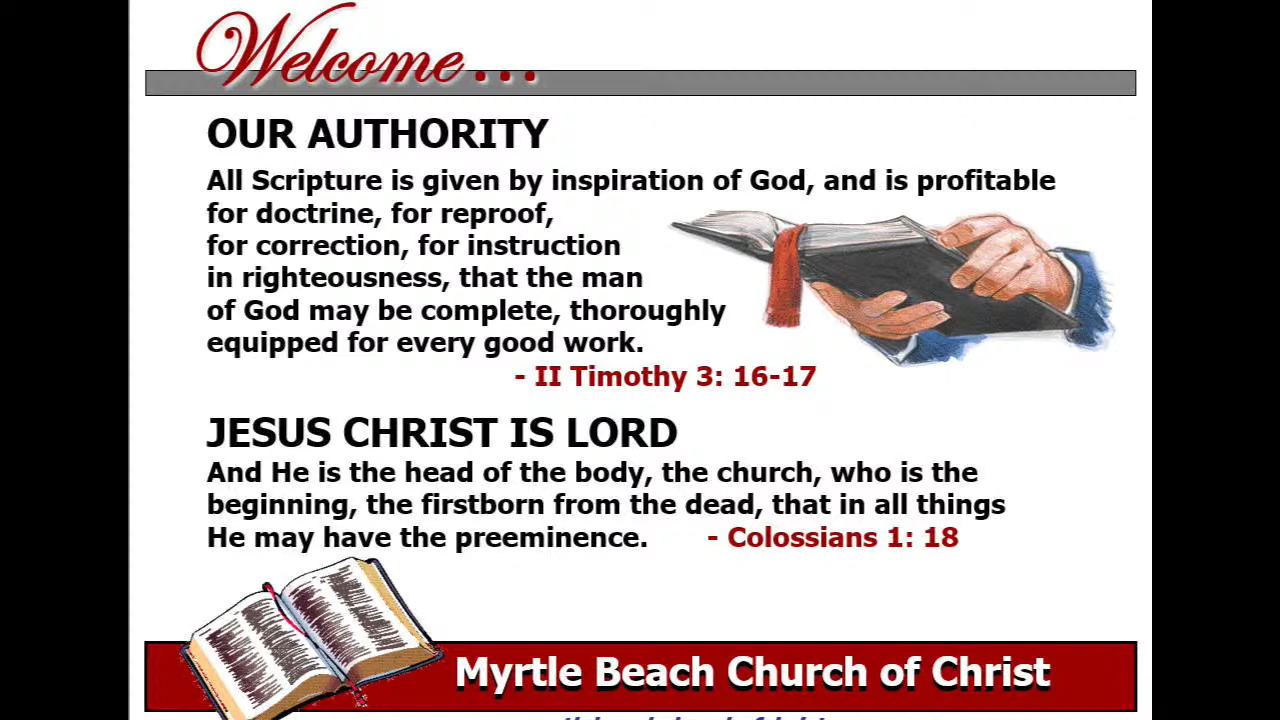 Welcome...
OUR AUTHORITY
All Scripture is given by inspiration of God, and is profitable
for doctrine, for reproof,
for correction, for instruction
in righteousness, that the man
of God may be complete, thoroughly
equipped for every good work.
- II Timothy 3: 16-17
JESUS CHRIST IS LORD
And He is the head of the body, the church, who is the
beginning, the firstborn from the dead, that in all things
He may have the preeminence. - Colossians 1: 18
Myrtle Beach Church of Christ